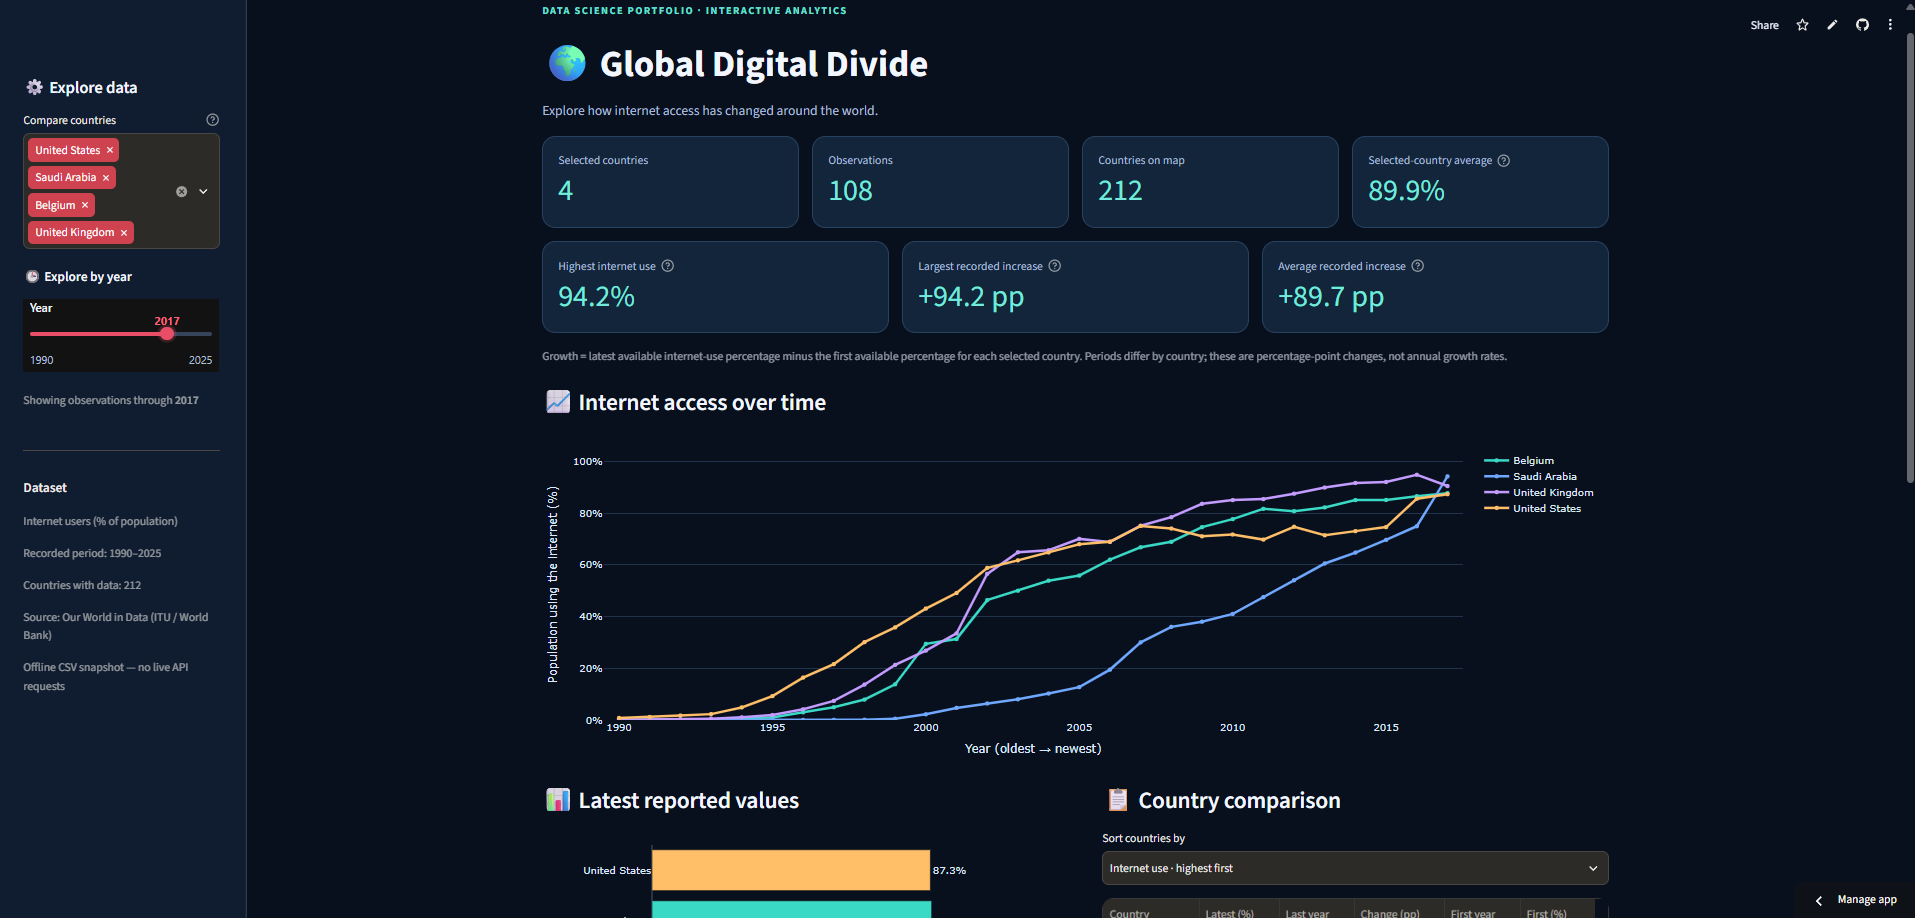 Explore data
Compare countries
United States ×
Saudi Arabia ×
Belgium ×
United Kingdom ×
Explore by year
Year
2017
1990 2025
Showing observations through 2017
Dataset
Internet users (% of population)
Recorded period: 1990–2025
Countries with data: 212
Source: Our World in Data (ITU / World
Bank)
Offline CSV snapshot — no live API
requests
Share
DATA SCIENCE PORTFOLIO · INTERACTIVE ANALYTICS
Global Digital Divide
Explore how internet access has changed around the world.
Selected countries
4
Observations
108
Countries on map
212
Selected-country average
89.9%
Highest internet use
94.2%
Largest recorded increase
+94.2 pp
Average recorded increase
+89.7 pp
Growth = latest available internet-use percentage minus the first available percentage for each selected country. Periods differ by country; these are percentage-point changes, not annual growth rates.
Internet access over time
Population using the Internet (%)
100%
80%
60%
40%
20%
0%
1990 1995 2000 2005 2010 2015
Year (oldest → newest)
Belgium
Saudi Arabia
United Kingdom
United States
Latest reported values
United States 87.3%
Country comparison
Sort countries by
Internet use · highest first
Country Latest (%) Last year Change (pp) First year First (%)
Manage app